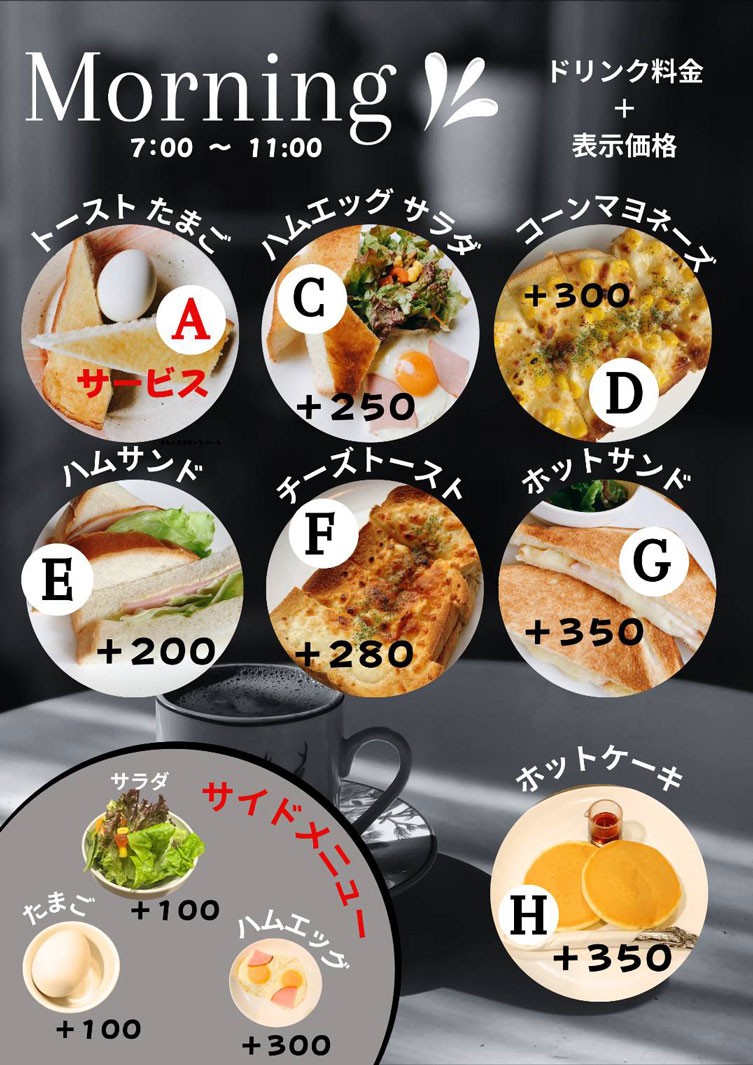 Morning
7:00 ～ 11:00
ドリンク料金
＋
表示価格
トースト たまご
A
サービス
ハムエッグ サラダ
C
＋250
コーンマヨネーズ
＋300
D
ハムサンド
E
＋200
チーズトースト
F
＋280
ホットサンド
G
＋350
サイドメニュー
サラダ
＋100
たまご
＋100
ハムエッグ
＋300
ホットケーキ
H
＋350